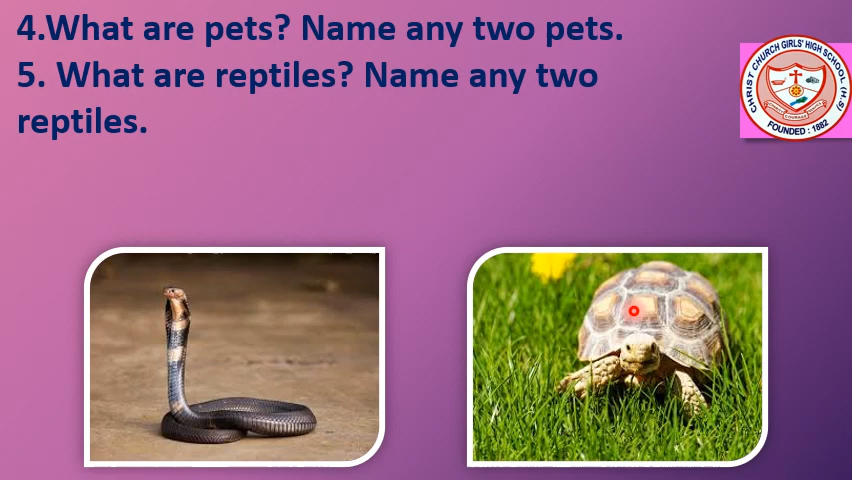 4.What are pets? Name any two pets.
5. What are reptiles? Name any two
reptiles.
CHRIST CHURCH GIRLS' HIGH SCHOOL (H.S)
FOUNDED : 1882